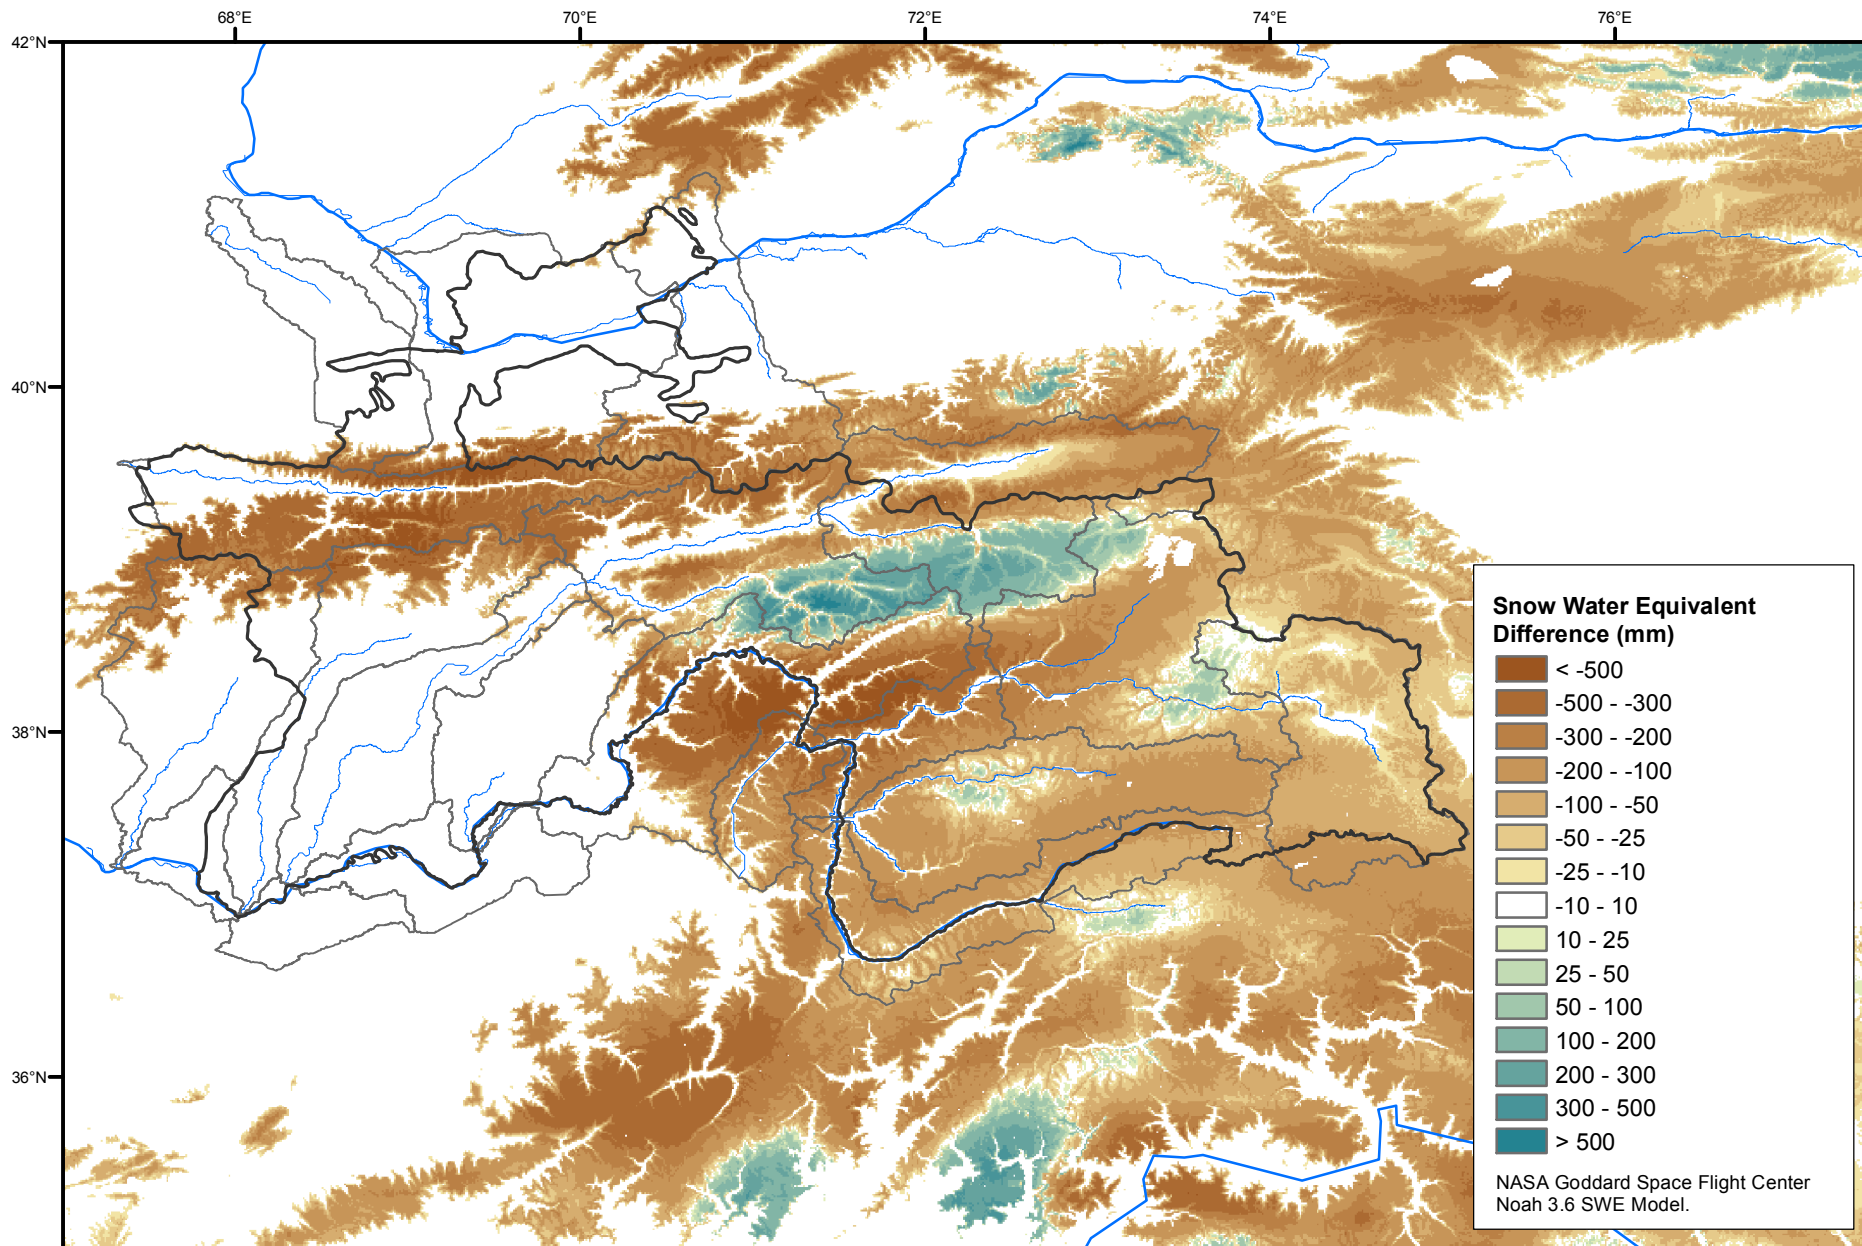 68°E
70°E
72°E
74°E
76°E
42°N
40°N
38°N
36°N
Snow Water Equivalent
Difference (mm)
< -500
-500 - -300
-300 - -200
-200 - -100
-100 - -50
-50 - -25
-25 - -10
-10 - 10
10 - 25
25 - 50
50 - 100
100 - 200
200 - 300
300 - 500
> 500
NASA Goddard Space Flight Center
Noah 3.6 SWE Model.